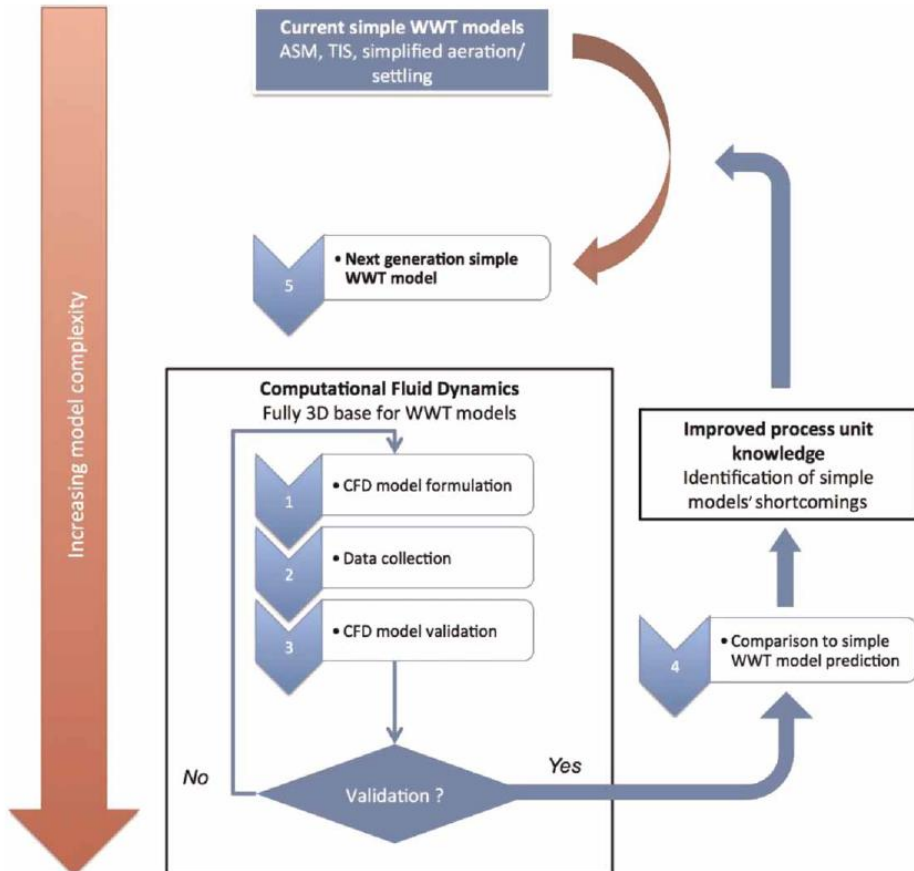 Current simple WWT models
ASM, TIS, simplified aeration/
settling
Increasing model complexity
5
• Next generation simple
WWT model
Computational Fluid Dynamics
Fully 3D base for WWT models
1
• CFD model formulation
2
• Data collection
3
• CFD model validation
No
Validation ?
Yes
4
• Comparison to simple
WWT model prediction
Improved process unit
knowledge
Identification of simple
models' shortcomings